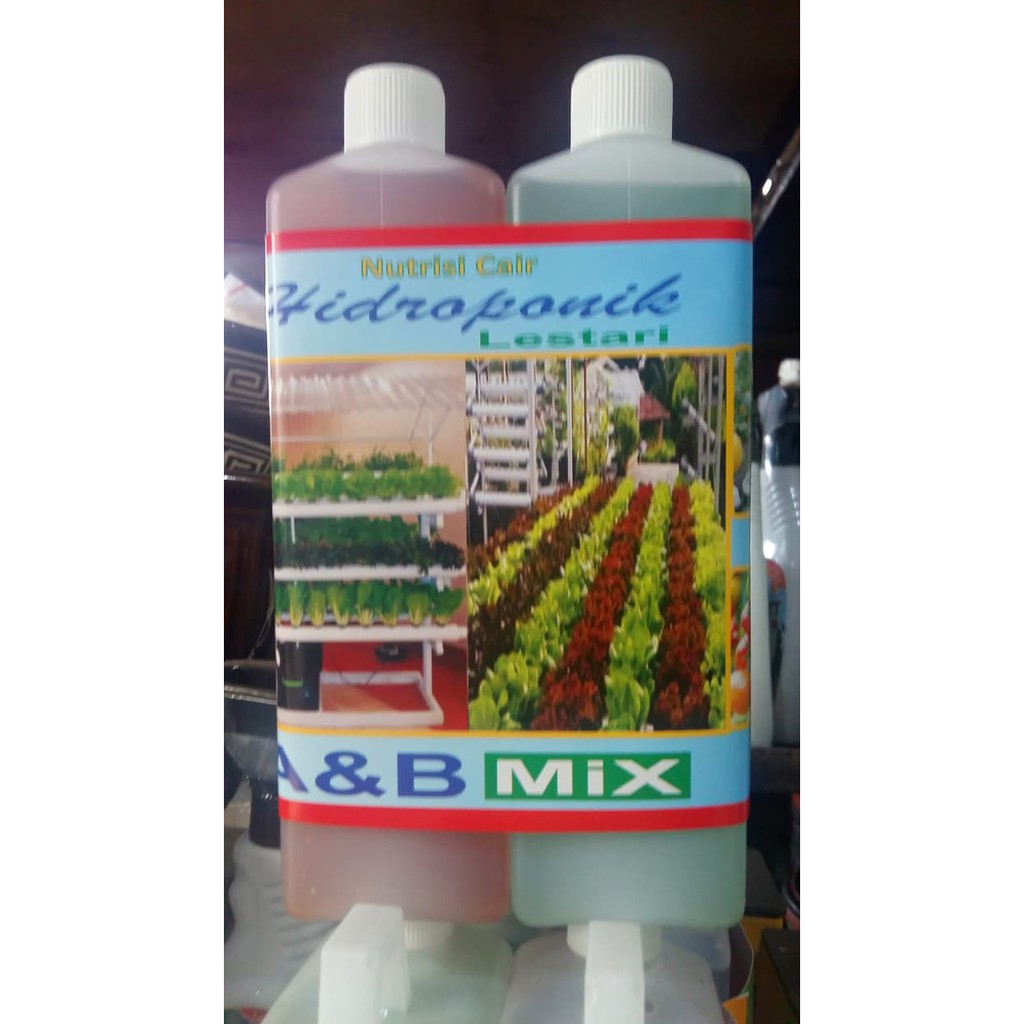 Nutrisi Cair
Hidroponik
Lestari
A&B MiX